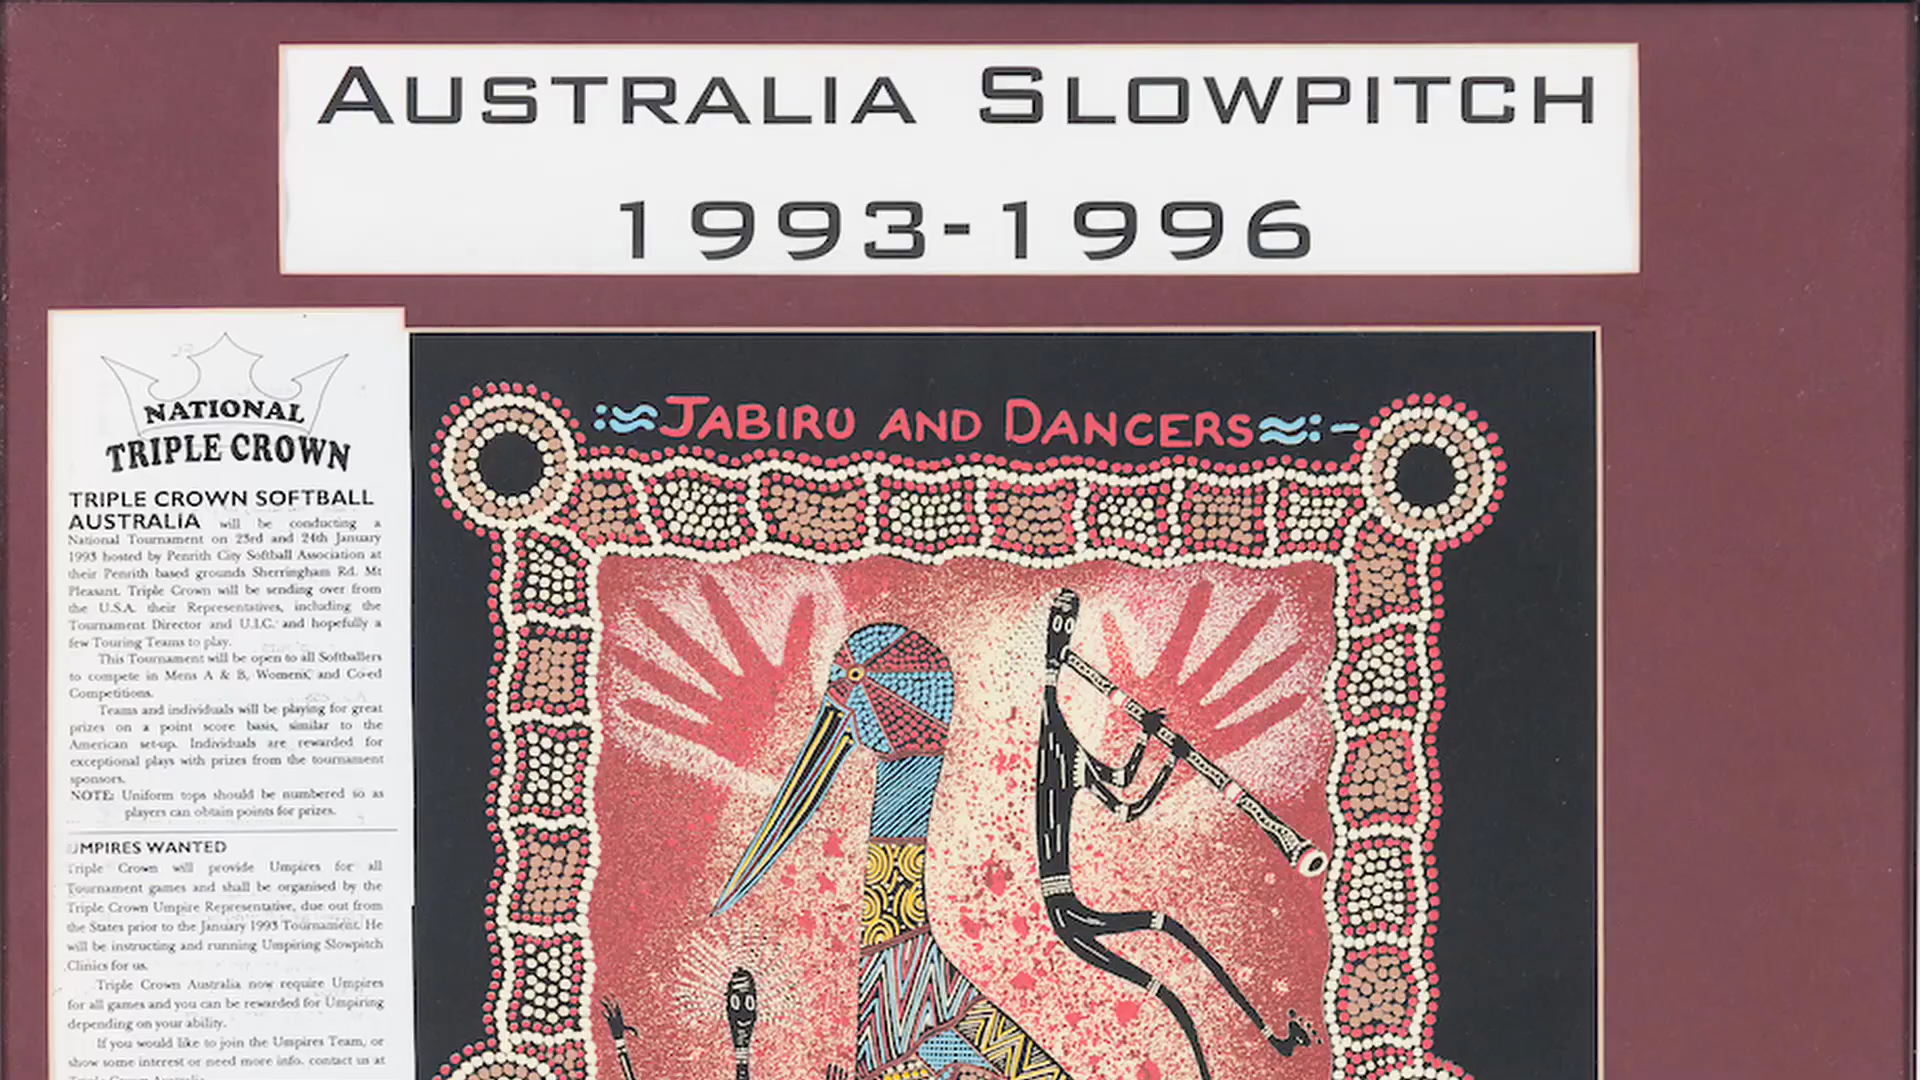 AUSTRALIA SLOWPITCH
1993-1996
NATIONAL
TRIPLE CROWN
TRIPLE CROWN SOFTBALL
AUSTRALIA will be conducting a
National Tournament on 23rd and 24th January
1993 hosted by Penrith City Softball Association at
their Penrith based grounds Sherringham Rd. Mt
Pleasant. Triple Crown will be sending over from
the U.S.A. their Representatives, including the
Tournament Director and U.I.C. and hopefully a
few Touring Teams to play.
This Tournament will be open to all Softballers
to compete in Mens A & B, Womens, and Co-ed
Competitions.
Teams and individuals will be playing for great
prizes on a point score basis, similar to the
American set-up. Individuals are rewarded for
exceptional plays with prizes from the tournament
sponsors.
NOTE: Uniform tops should be numbered so as
players can obtain points for prizes.
UMPIRES WANTED
Triple Crown will provide Umpires for all
Tournament games and shall be organised by the
Triple Crown Umpire Representative, due out from
the States prior to the January 1993 Tournament. He
will be instructing and running Umpiring Slowpitch
Clinics for us.
Triple Crown Australia now require Umpires
for all games and you can be rewarded for Umpiring
depending on your ability.
If you would like to join the Umpires Team, or
show some interest or need more info. contact us at
Triple Crown Australia
JABIRU AND DANCERS